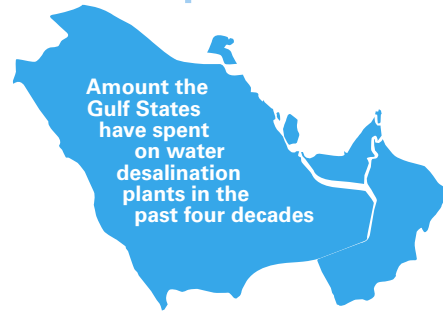 Amount the
Gulf States
have spent
on water
desalination
plants in the
past four decades